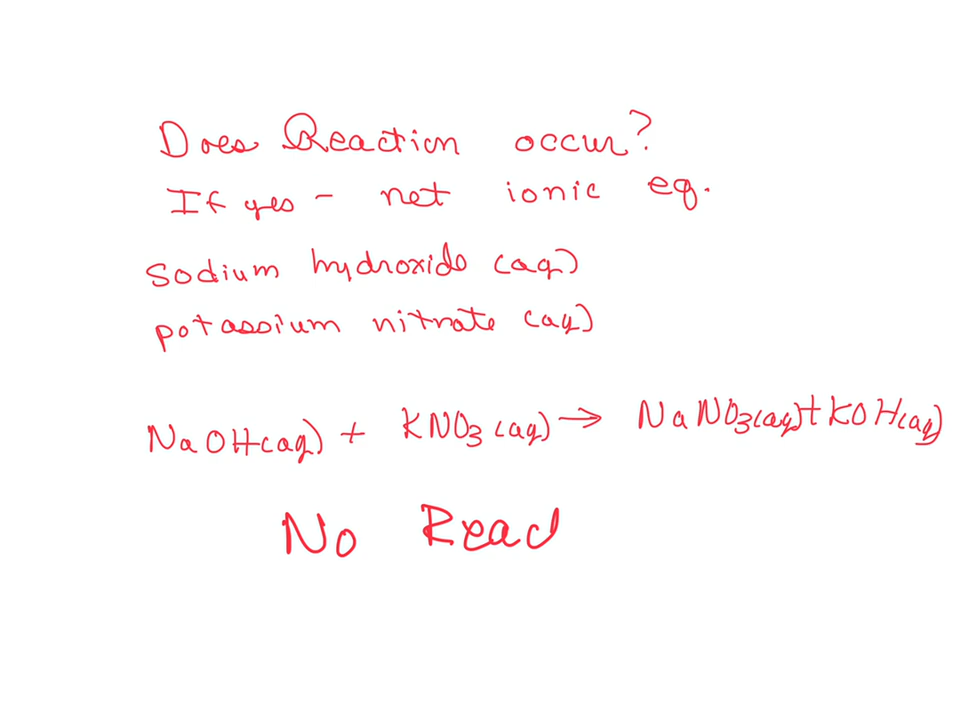 Does Reaction occur?
If yes - net ionic eq.
Sodium hydroxide (aq)
potassium nitrate (aq)
NaOH(aq) + KNO3(aq) → NaNO3(aq) + KOH(aq)
No Reac